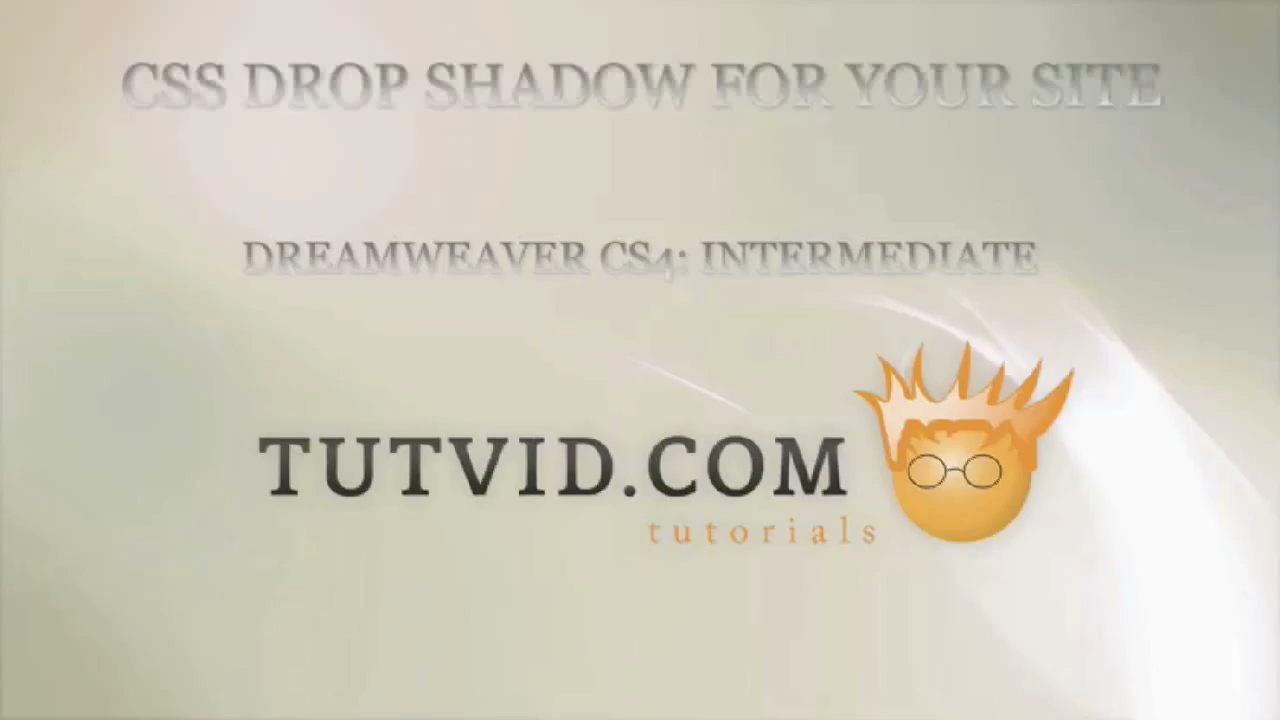 CSS DROP SHADOW FOR YOUR SITE
DREAMWEAVER CS4: INTERMEDIATE
TUTVID.COM
tutorials